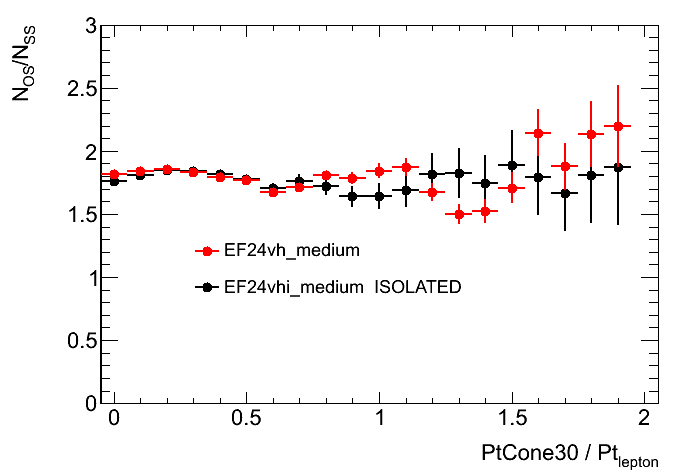 N_OS/N_SS
3
2.5
2
1.5
1
0.5
0
EF24vh_medium
EF24vhi_medium ISOLATED
0 0.5 1 1.5 2
PtCone30 / Pt_lepton